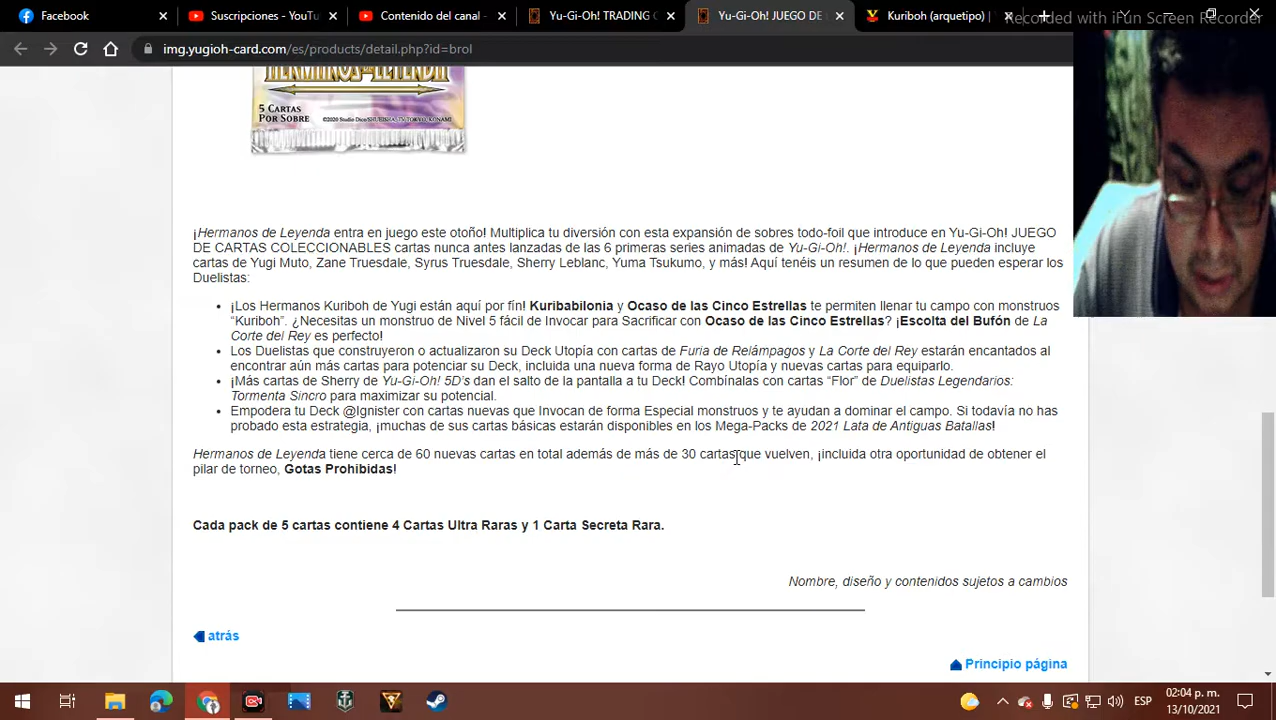 Recorded with iFun Screen Recorder
Facebook
Suscripciones - YouTu
Contenido del canal -
Yu-Gi-Oh! TRADING C
Yu-Gi-Oh! JUEGO DE
Kuriboh (arquetipo) |
img.yugioh-card.com/es/products/detail.php?id=brol
HERMANOS DE LEYENDA
5 CARTAS
POR SOBRE
©2020 Studio Dice/SHUEISHA, TV TOKYO, KONAMI
¡Hermanos de Leyenda entra en juego este otoño! Multiplica tu diversión con esta expansión de sobres todo-foil que introduce en Yu-Gi-Oh! JUEGO
DE CARTAS COLECCIONABLES cartas nunca antes lanzadas de las 6 primeras series animadas de Yu-Gi-Oh!. ¡Hermanos de Leyenda incluye
cartas de Yugi Muto, Zane Truesdale, Syrus Truesdale, Sherry Leblanc, Yuma Tsukumo, y más! Aquí tenéis un resumen de lo que pueden esperar los
Duelistas:
• ¡Los Hermanos Kuriboh de Yugi están aquí por fín! Kuribabilonia y Ocaso de las Cinco Estrellas te permiten llenar tu campo con monstruos
“Kuriboh”. ¿Necesitas un monstruo de Nivel 5 fácil de Invocar para Sacrificar con Ocaso de las Cinco Estrellas? ¡Escolta del Bufón de La
Corte del Rey es perfecto!
• Los Duelistas que construyeron o actualizaron su Deck Utopía con cartas de Furia de Relámpagos y La Corte del Rey estarán encantados al
encontrar aún más cartas para potenciar su Deck, incluida una nueva forma de Rayo Utopía y nuevas cartas para equiparlo.
• ¡Más cartas de Sherry de Yu-Gi-Oh! 5D’s dan el salto de la pantalla a tu Deck! Combínalas con cartas “Flor” de Duelistas Legendarios:
Tormenta Sincro para maximizar su potencial.
• Empodera tu Deck @Ignister con cartas nuevas que Invocan de forma Especial monstruos y te ayudan a dominar el campo. Si todavía no has
probado esta estrategia, ¡muchas de sus cartas básicas estarán disponibles en los Mega-Packs de 2021 Lata de Antiguas Batallas!
Hermanos de Leyenda tiene cerca de 60 nuevas cartas en total además de más de 30 cartas que vuelven, ¡incluida otra oportunidad de obtener el
pilar de torneo, Gotas Prohibidas!
Cada pack de 5 cartas contiene 4 Cartas Ultra Raras y 1 Carta Secreta Rara.
Nombre, diseño y contenidos sujetos a cambios
atrás
Principio página
ESP
02:04 p. m.
13/10/2021